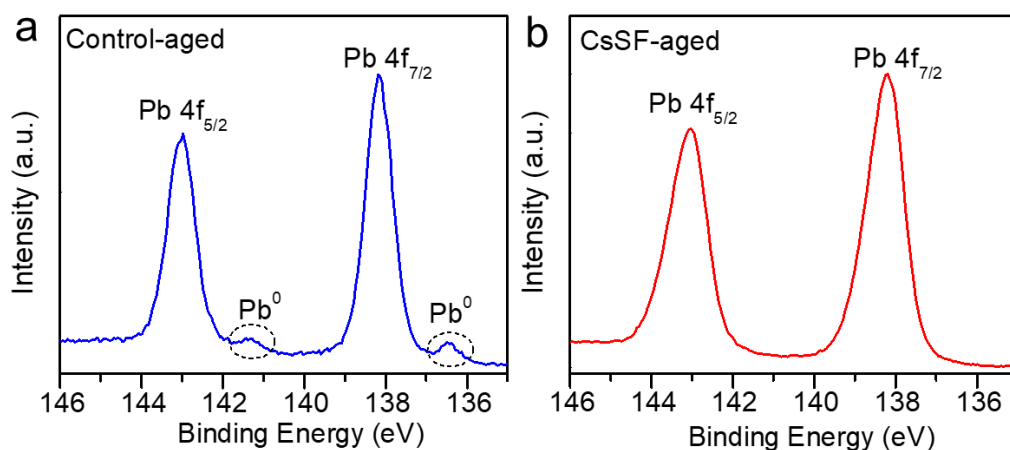 a
Control-aged
Pb 4f5/2
Pb 4f7/2
Pb0
Pb0
Intensity (a.u.)
146 144 142 140 138 136
Binding Energy (eV)
b
CsSF-aged
Pb 4f5/2
Pb 4f7/2
Intensity (a.u.)
146 144 142 140 138 136
Binding Energy (eV)